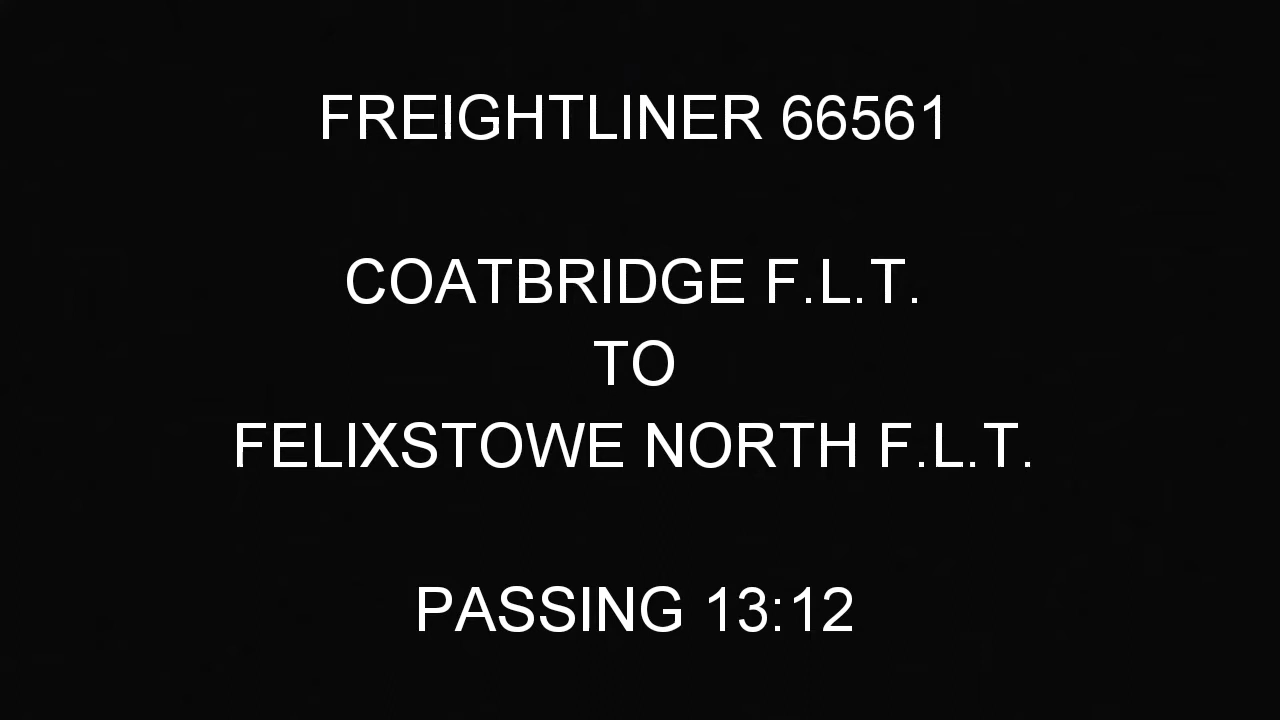 FREIGHTLINER 66561
COATBRIDGE F.L.T.
TO
FELIXSTOWE NORTH F.L.T.
PASSING 13:12